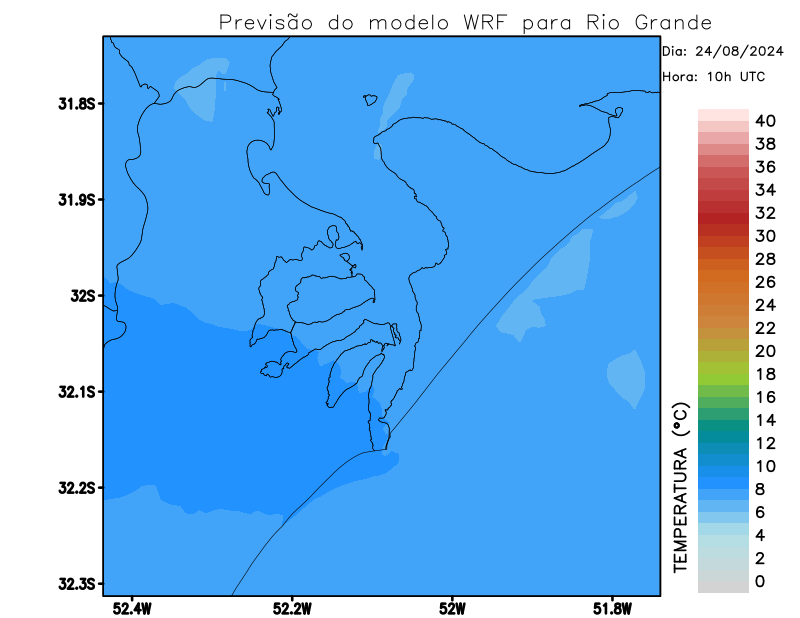 Previsão do modelo WRF para Rio Grande
Dia: 24/08/2024
Hora: 10h UTC
31.8S
31.9S
32S
32.1S
32.2S
32.3S
52.4W
52.2W
52W
51.8W
TEMPERATURA (°C)
40
38
36
34
32
30
28
26
24
22
20
18
16
14
12
10
8
6
4
2
0